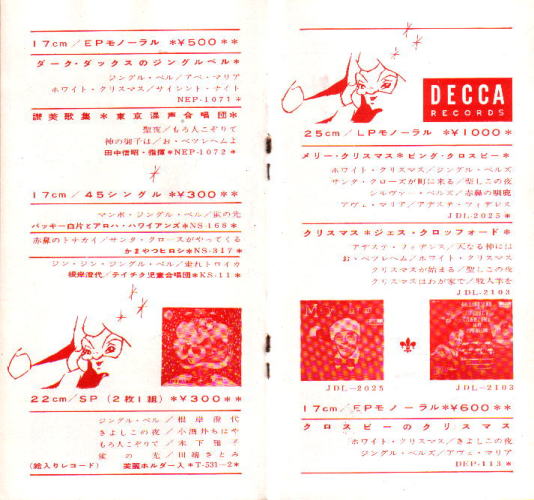 17cm/EPモノーラル＊¥500＊＊
ダーク・ダックスのジングルベル＊
ジングル・ベル/アベ・マリア
ホワイト・クリスマス/サイレント・ナイト
NEP-1071＊
讃美歌集＊東京混声合唱団＊
聖夜/もろ人こぞりて
神の御子は/お・ベツレヘムよ
田中信昭・指揮＊NEP-1072＊＊
17cm/45シングル＊¥300＊＊
マンボ・ジングル・ベル/蛍の光
バッキー白片とアロハ・ハワイアンズ＊NS-168＊
赤鼻のトナカイ/サンタ・クロースがやってくる
かまやつヒロシ＊NS-317＊
ジン・ジン・ジングル・ベル/走れトロイカ
根岸澄代/テイチク児童合唱団＊KS-11＊
22cm/SP（2枚1組）＊¥300＊＊
ジングル・ベル/根岸澄代
きよしこの夜/小酒井ちはや
もろ人こぞりて/木下雅子
蛍の光/田端さとみ
（絵入りレコード）美麗ホルダー入＊T-531-2＊
DECCA
RECORDS
25cm/LPモノーラル＊¥1000＊
メリー・クリスマス＊ビング・クロスビー＊
ホワイト・クリスマス/ジングル・ベルズ
サンタ・クローズが町に来る/聖しこの夜
シルヴァー・ベルズ/赤鼻の馴鹿
アヴェ・マリア/アデステ・フィデレス
JDL-2025＊
クリスマス＊ジェス・クロッフォード＊
アデステ・フィデレス/天なる神には
お・ベツレヘム/ホワイト・クリスマス
クリスマスが始まる/聖しこの夜
クリスマスはわが家で/牧人羊を
JDL-2103
JDL-2025
JDL-2103
17cm/EPモノーラル＊¥600＊＊
クロスビーのクリスマス
ホワイト・クリスマス/きよしこの夜
ジングル・ベルズ/アヴェ・マリア
DEP-113＊